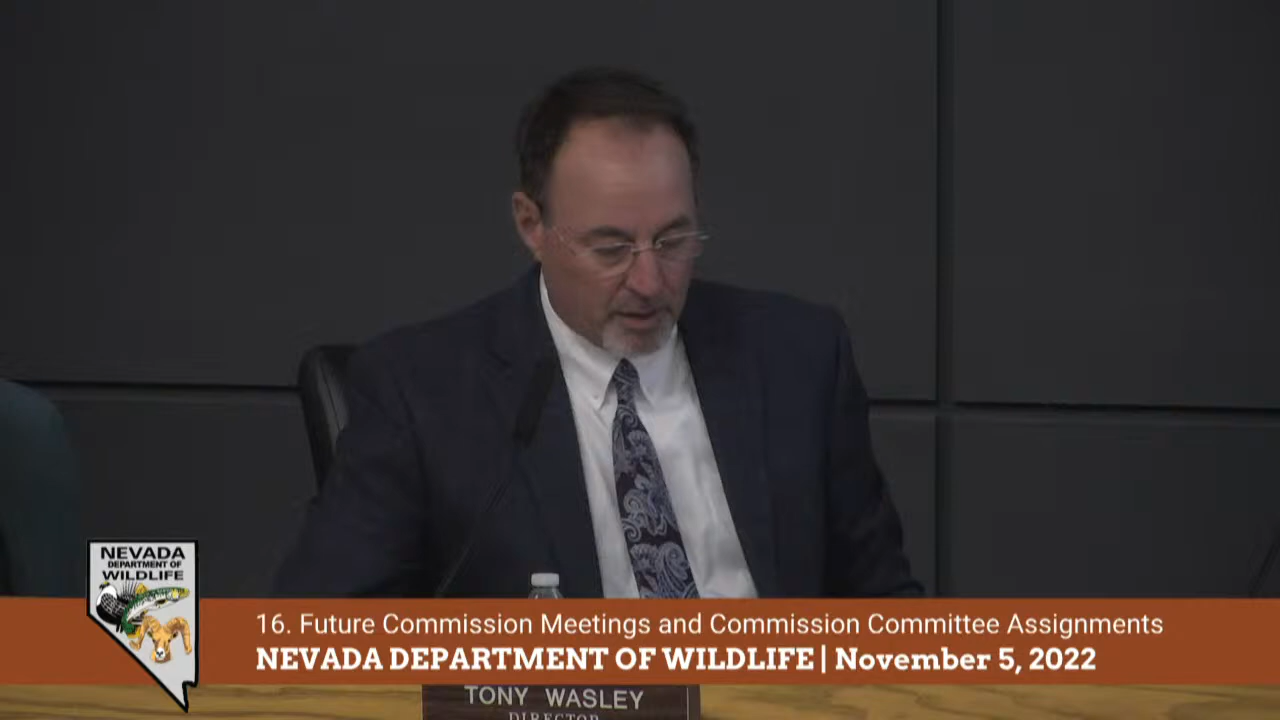 NEVADA
DEPARTMENT OF
WILDLIFE
16. Future Commission Meetings and Commission Committee Assignments
NEVADA DEPARTMENT OF WILDLIFE | November 5, 2022
TONY WASLEY
DIRECTOR